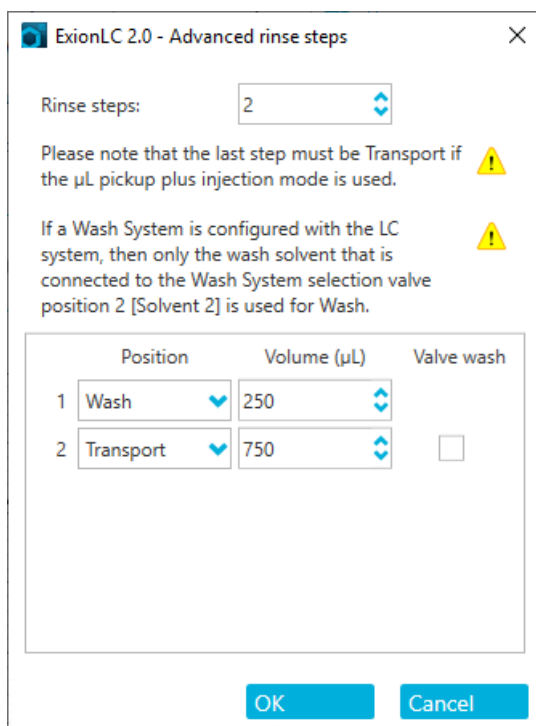 ExionLC 2.0 - Advanced rinse steps
Rinse steps: 2
Please note that the last step must be Transport if
the µL pickup plus injection mode is used.
If a Wash System is configured with the LC
system, then only the wash solvent that is
connected to the Wash System selection valve
position 2 [Solvent 2] is used for Wash.
Position Volume (µL) Valve wash
1 Wash 250
2 Transport 750
OK Cancel